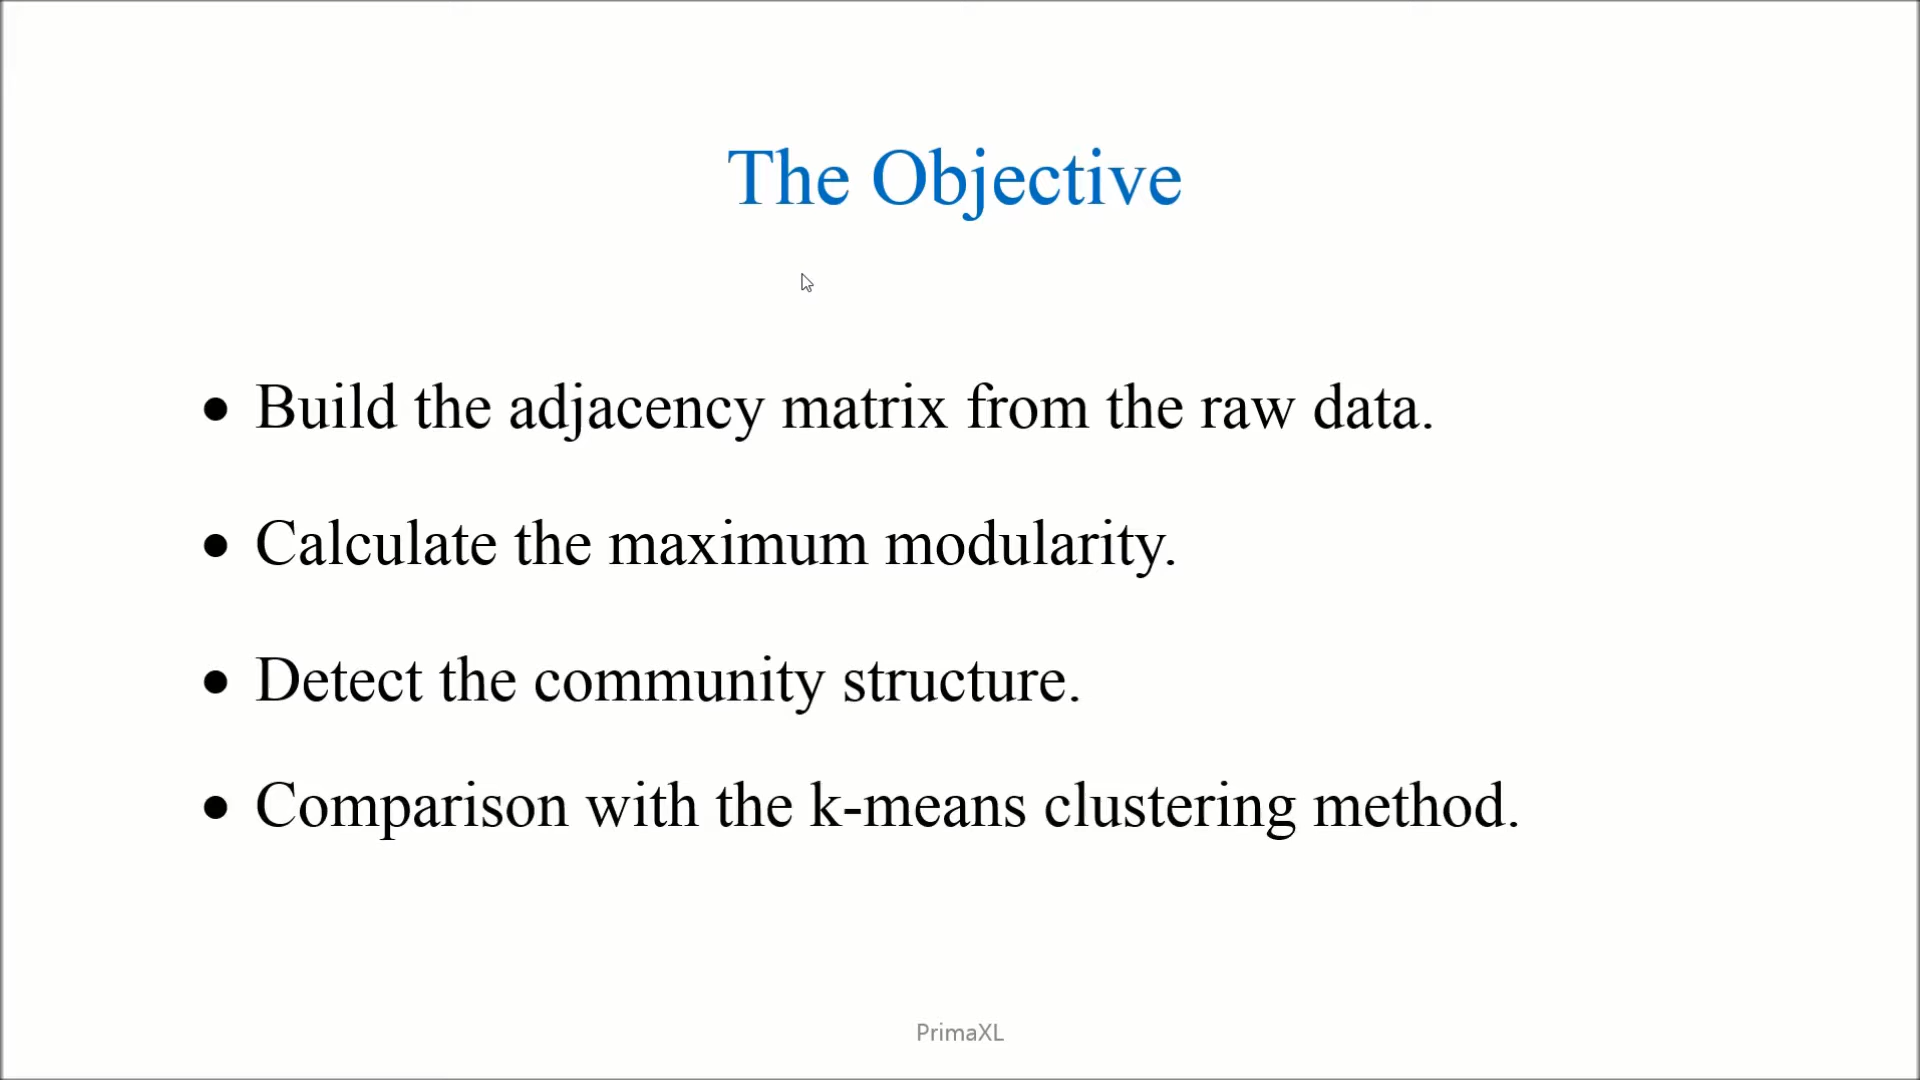 The Objective
• Build the adjacency matrix from the raw data.
• Calculate the maximum modularity.
• Detect the community structure.
• Comparison with the k-means clustering method.
PrimaXL